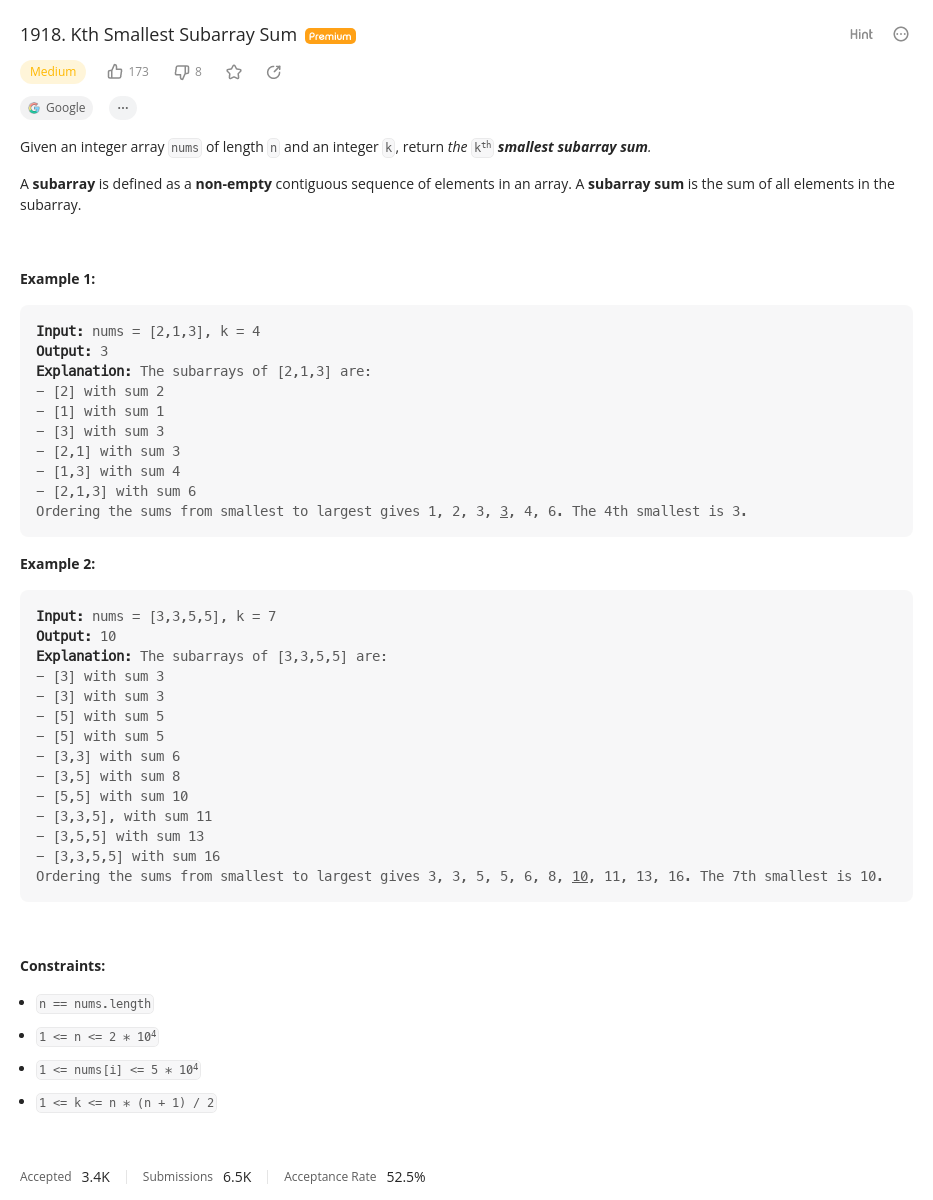 1918. Kth Smallest Subarray Sum Premium Hint
Medium 173 8
Google ...
Given an integer array nums of length n and an integer k, return the kth smallest subarray sum.
A subarray is defined as a non-empty contiguous sequence of elements in an array. A subarray sum is the sum of all elements in the
subarray.
Example 1:
Input: nums = [2,1,3], k = 4
Output: 3
Explanation: The subarrays of [2,1,3] are:
– [2] with sum 2
– [1] with sum 1
– [3] with sum 3
– [2,1] with sum 3
– [1,3] with sum 4
– [2,1,3] with sum 6
Ordering the sums from smallest to largest gives 1, 2, 3, 3, 4, 6. The 4th smallest is 3.
Example 2:
Input: nums = [3,3,5,5], k = 7
Output: 10
Explanation: The subarrays of [3,3,5,5] are:
– [3] with sum 3
– [3] with sum 3
– [5] with sum 5
– [5] with sum 5
– [3,3] with sum 6
– [3,5] with sum 8
– [5,5] with sum 10
– [3,3,5], with sum 11
– [3,5,5] with sum 13
– [3,3,5,5] with sum 16
Ordering the sums from smallest to largest gives 3, 3, 5, 5, 6, 8, 10, 11, 13, 16. The 7th smallest is 10.
Constraints:
• n == nums.length
• 1 <= n <= 2 * 10⁴
• 1 <= nums[i] <= 5 * 10⁴
• 1 <= k <= n * (n + 1) / 2
Accepted 3.4K Submissions 6.5K Acceptance Rate 52.5%